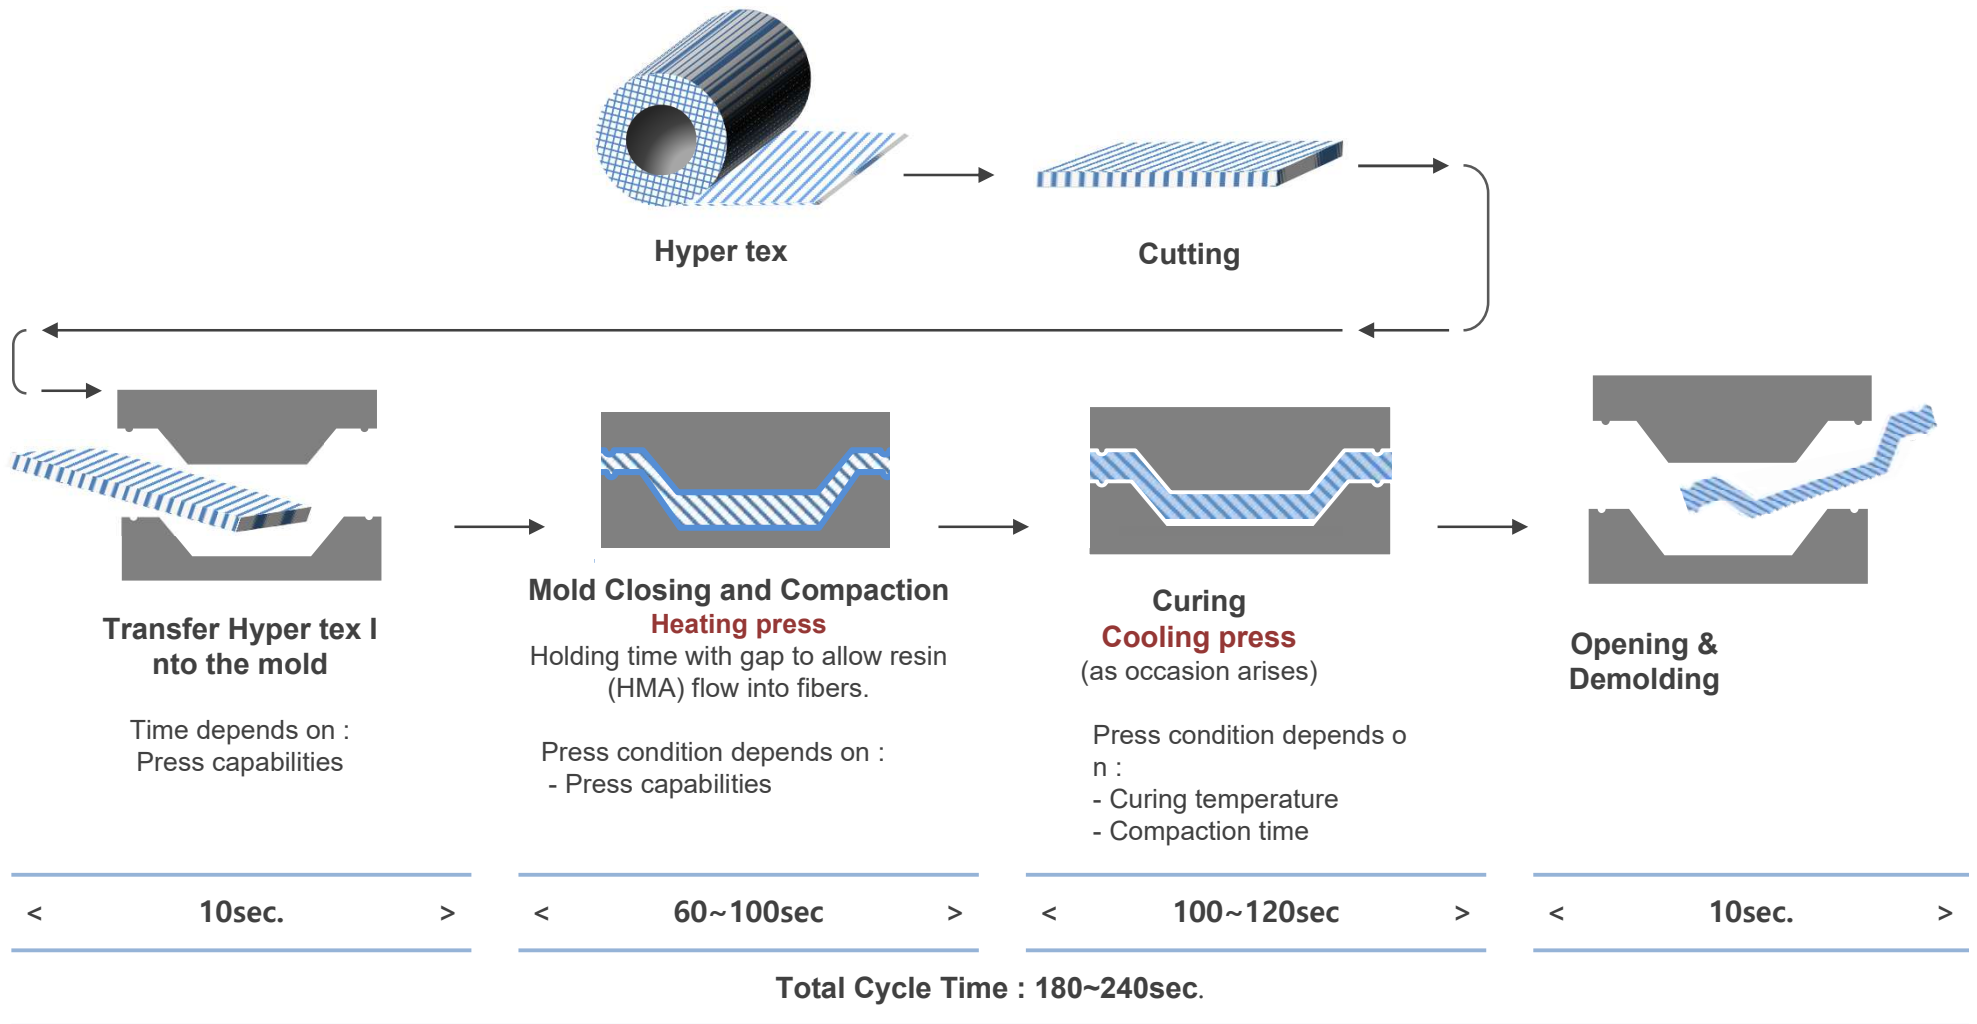 Hyper tex
Cutting
Transfer Hyper tex I
nto the mold
Time depends on :
Press capabilities
Mold Closing and Compaction
Heating press
Holding time with gap to allow resin
(HMA) flow into fibers.
Press condition depends on :
- Press capabilities
Curing
Cooling press
(as occasion arises)
Press condition depends o
n :
- Curing temperature
- Compaction time
Opening &
Demolding
< 10sec. >
< 60~100sec >
< 100~120sec >
< 10sec. >
Total Cycle Time : 180~240sec.